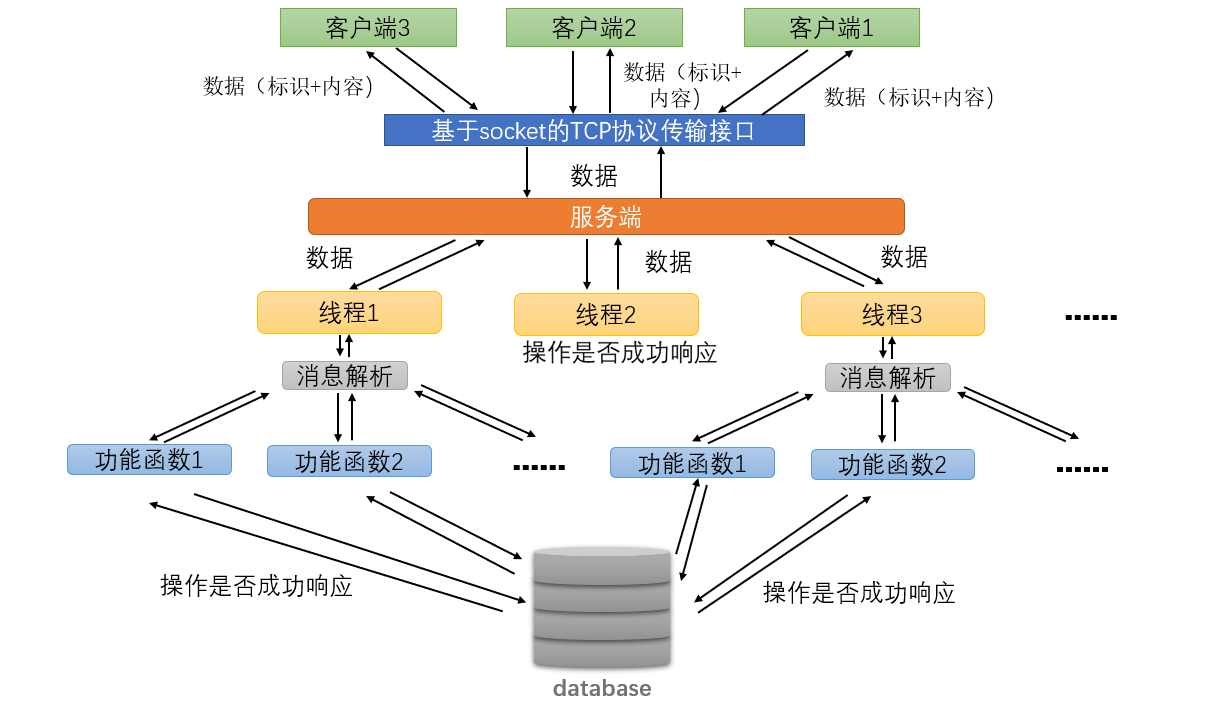 客户端3
客户端2
客户端1
数据（标识+内容）
数据（标识+
内容）
数据（标识+内容）
基于socket的TCP协议传输接口
数据
服务端
数据
数据
数据
线程1
线程2
线程3
......
操作是否成功响应
消息解析
消息解析
功能函数1
功能函数2
......
功能函数1
功能函数2
......
操作是否成功响应
操作是否成功响应
database